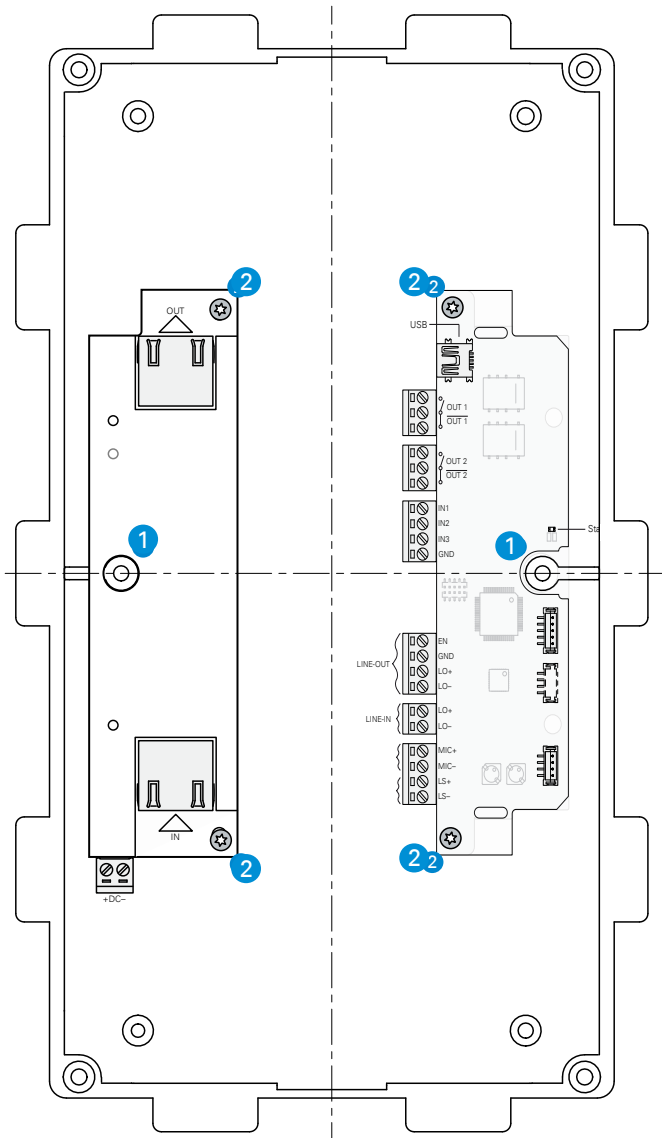 2
2
2
OUT
USB
OUT 1
OUT 1
OUT 2
OUT 2
IN1
IN2
IN3
GND
Sta
1
1
EN
GND
LO+
LO–
LINE-OUT
LO+
LO–
LINE-IN
MIC+
MIC–
LS+
LS–
IN
2
2
2
+DC–